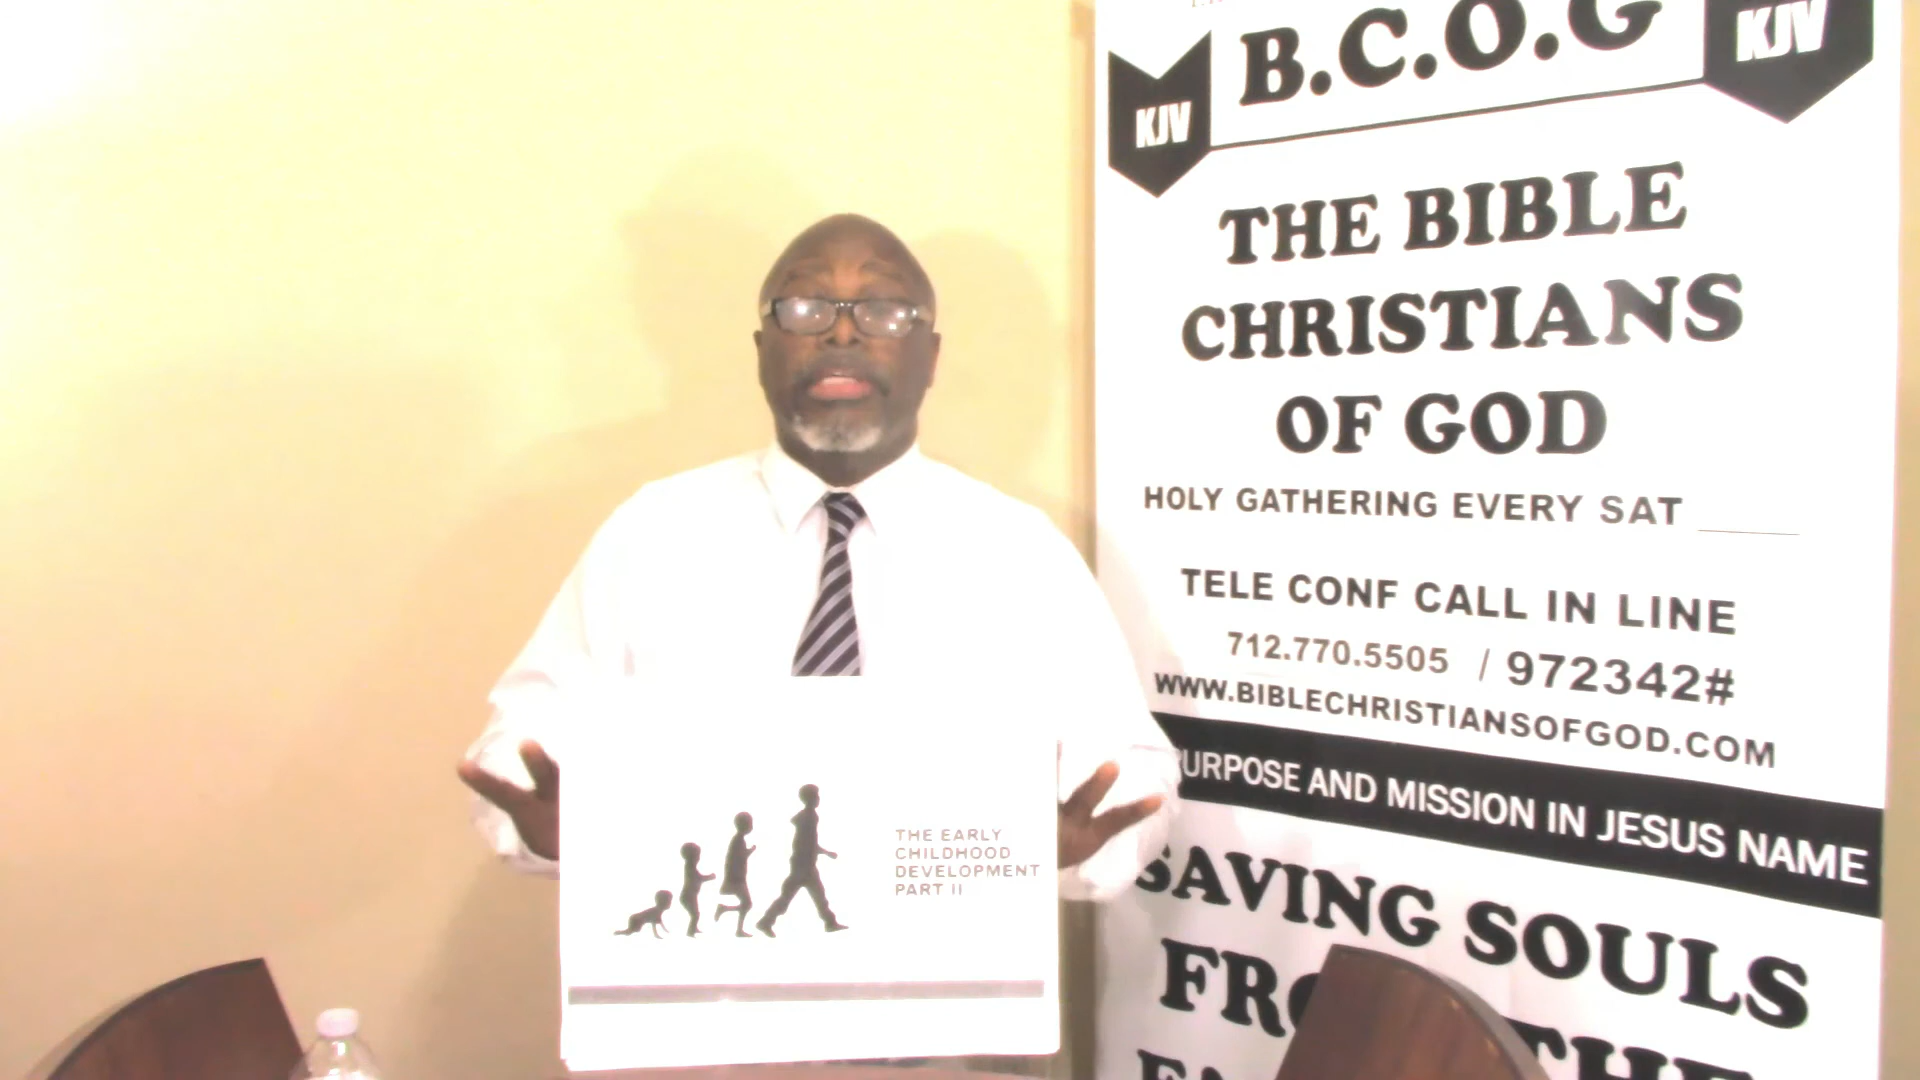 B.C.O.G
KJV
KJV
THE BIBLE
CHRISTIANS
OF GOD
HOLY GATHERING EVERY SAT
TELE CONF CALL IN LINE
712.770.5505 / 972342#
WWW.BIBLECHRISTIANSOFGOD.COM
PURPOSE AND MISSION IN JESUS NAME
SAVING SOULS
THE EARLY
CHILDHOOD
DEVELOPMENT
PART II